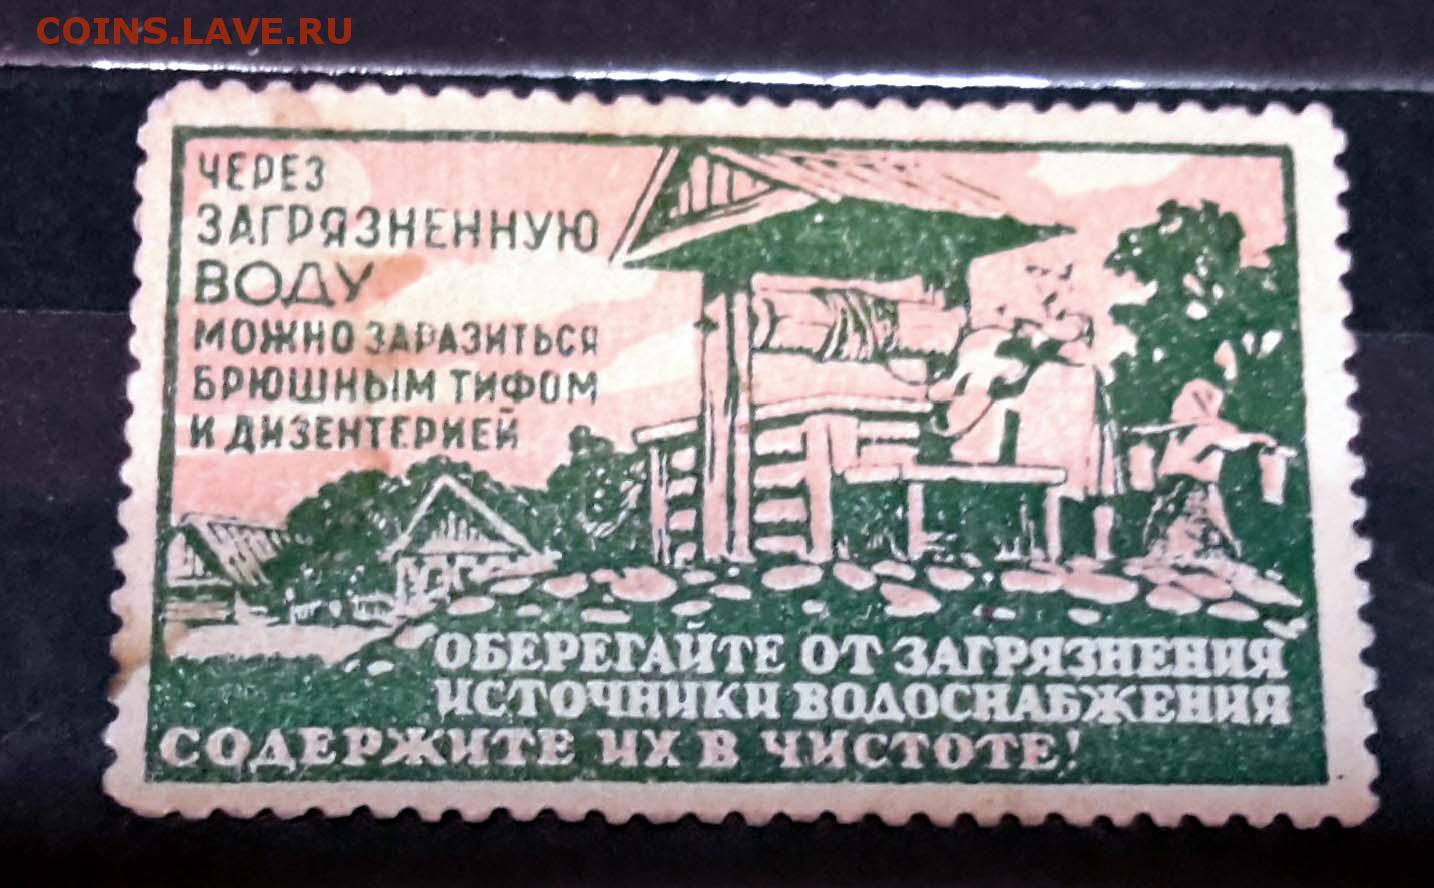 COINS.LAVE.RU
ЧЕРЕЗ
ЗАГРЯЗНЕННУЮ
ВОДУ
МОЖНО ЗАРАЗИТЬСЯ
БРЮШНЫМ ТИФОМ
И ДИЗЕНТЕРИЕЙ
ОБЕРЕГАЙТЕ ОТ ЗАГРЯЗНЕНИЯ
ИСТОЧНИКИ ВОДОСНАБЖЕНИЯ
СОДЕРЖИТЕ ИХ В ЧИСТОТЕ!